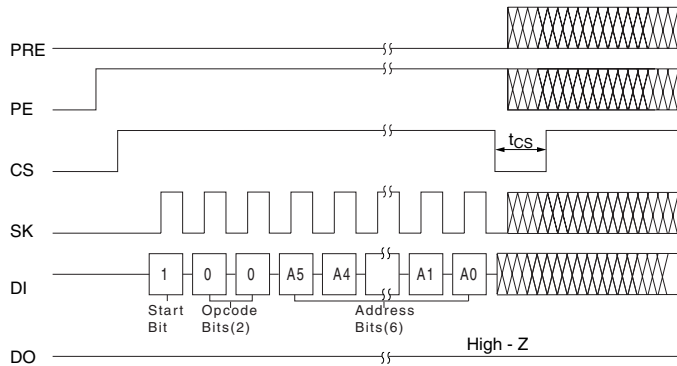 PRE
PE
tCS
CS
SK
DI
1 0 0 A5 A4 A1 A0
Start Bit
Opcode Bits(2)
Address Bits(6)
High - Z
DO